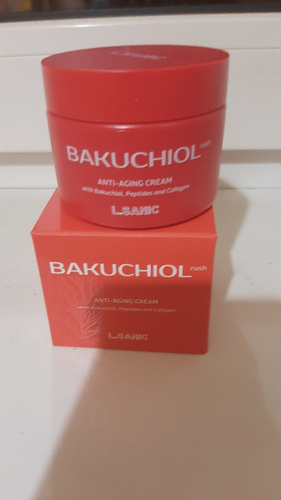 BAKUCHIOL rush
ANTI-AGING CREAM
with Bakuchiol, Peptides and Collagen
L.SANIC
BAKUCHIOL rush
ANTI-AGING CREAM
with Bakuchiol, Peptides and Collagen
L.SANIC